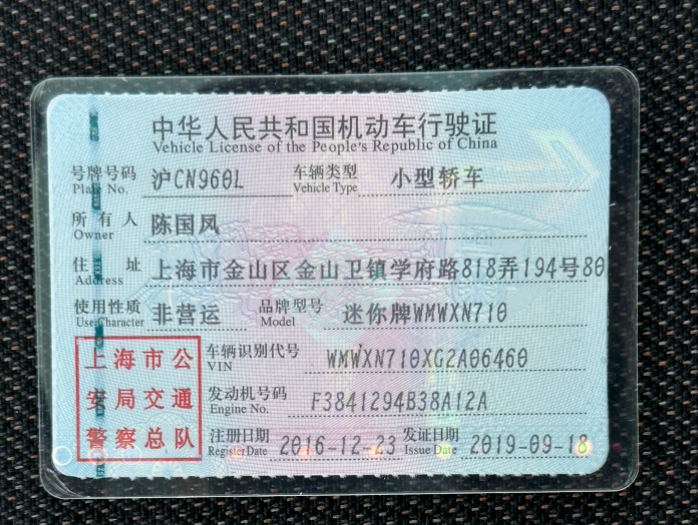 中华人民共和国机动车行驶证
Vehicle License of the People's Republic of China
号牌号码 沪CN960L 车辆类型 小型轿车
Plate No. Vehicle Type
所有人 陈国凤
Owner
住址 上海市金山区金山卫镇学府路818弄194号80
Address
使用性质 非营运 品牌型号 迷你牌WMWXN710
Use Character Model
上海市公 车辆识别代号 WMWXN710XG2A06460
VIN
安局交通 发动机号码 F3841294B38A12A
Engine No.
警察总队 注册日期 2016-12-23 发证日期 2019-09-18
Register Date Issue Date